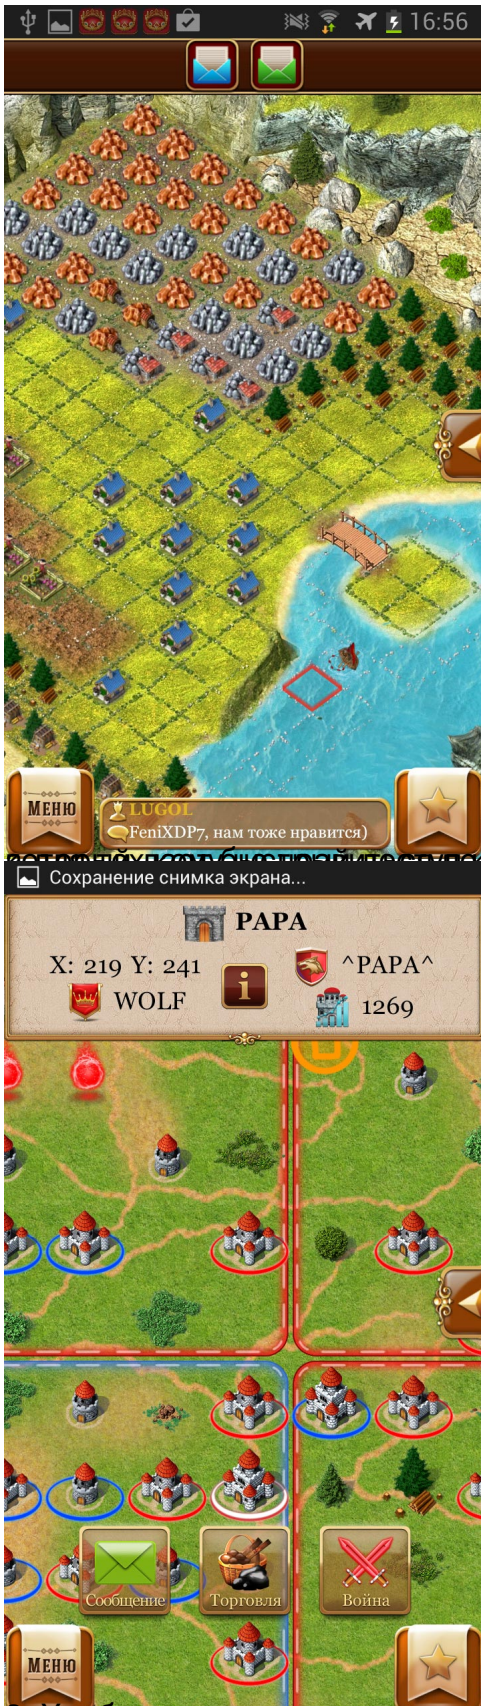 16:56
МЕНЮ
LUGOL
FeniXDP7, нам тоже нравится)
Сохранение снимка экрана...
PAPA
X: 219 Y: 241
^PAPA^
WOLF
1269
Сообщение
Торговля
Война
МЕНЮ